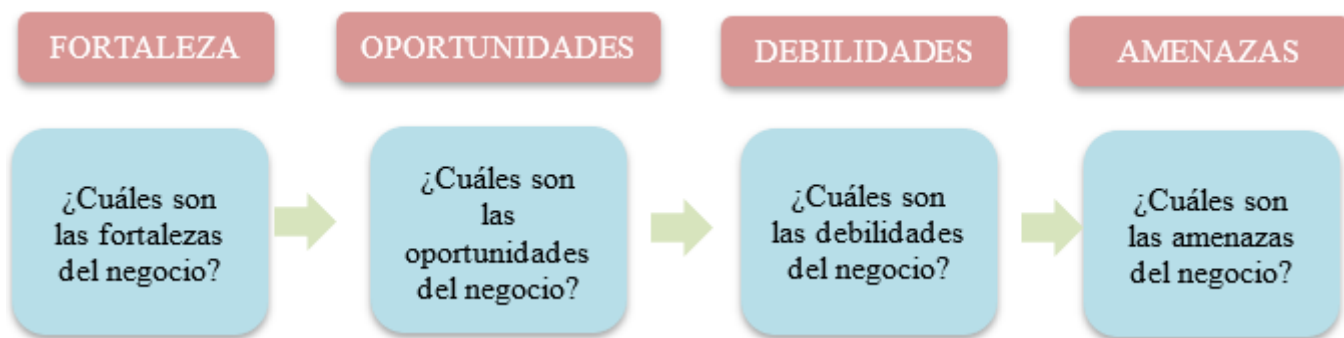 FORTALEZA
OPORTUNIDADES
DEBILIDADES
AMENAZAS
¿Cuáles son
las fortalezas
del negocio?
¿Cuáles son
las
oportunidades
del negocio?
¿Cuáles son
las debilidades
del negocio?
¿Cuáles son
las amenazas
del negocio?